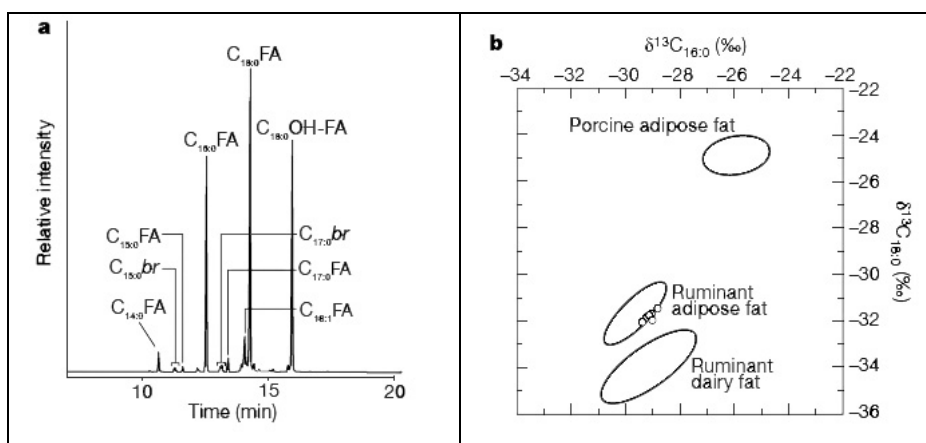 a
C₁₈:₀FA
C₁₆:₀FA
C₁₈:₀OH-FA
C₁₅:₀FA
C₁₇:₀br
C₁₅:₀br
C₁₇:₀FA
C₁₄:₀FA
C₁₈:₁FA
Relative intensity
10 15 20
Time (min)
b
δ¹³C₁₆:₀ (‰)
−34 −32 −30 −28 −26 −24 −22
−22
Porcine adipose fat
−24
−26
−28
δ¹³C₁₈:₀ (‰)
−30
Ruminant
adipose fat
−32
Ruminant
dairy fat
−34
−36